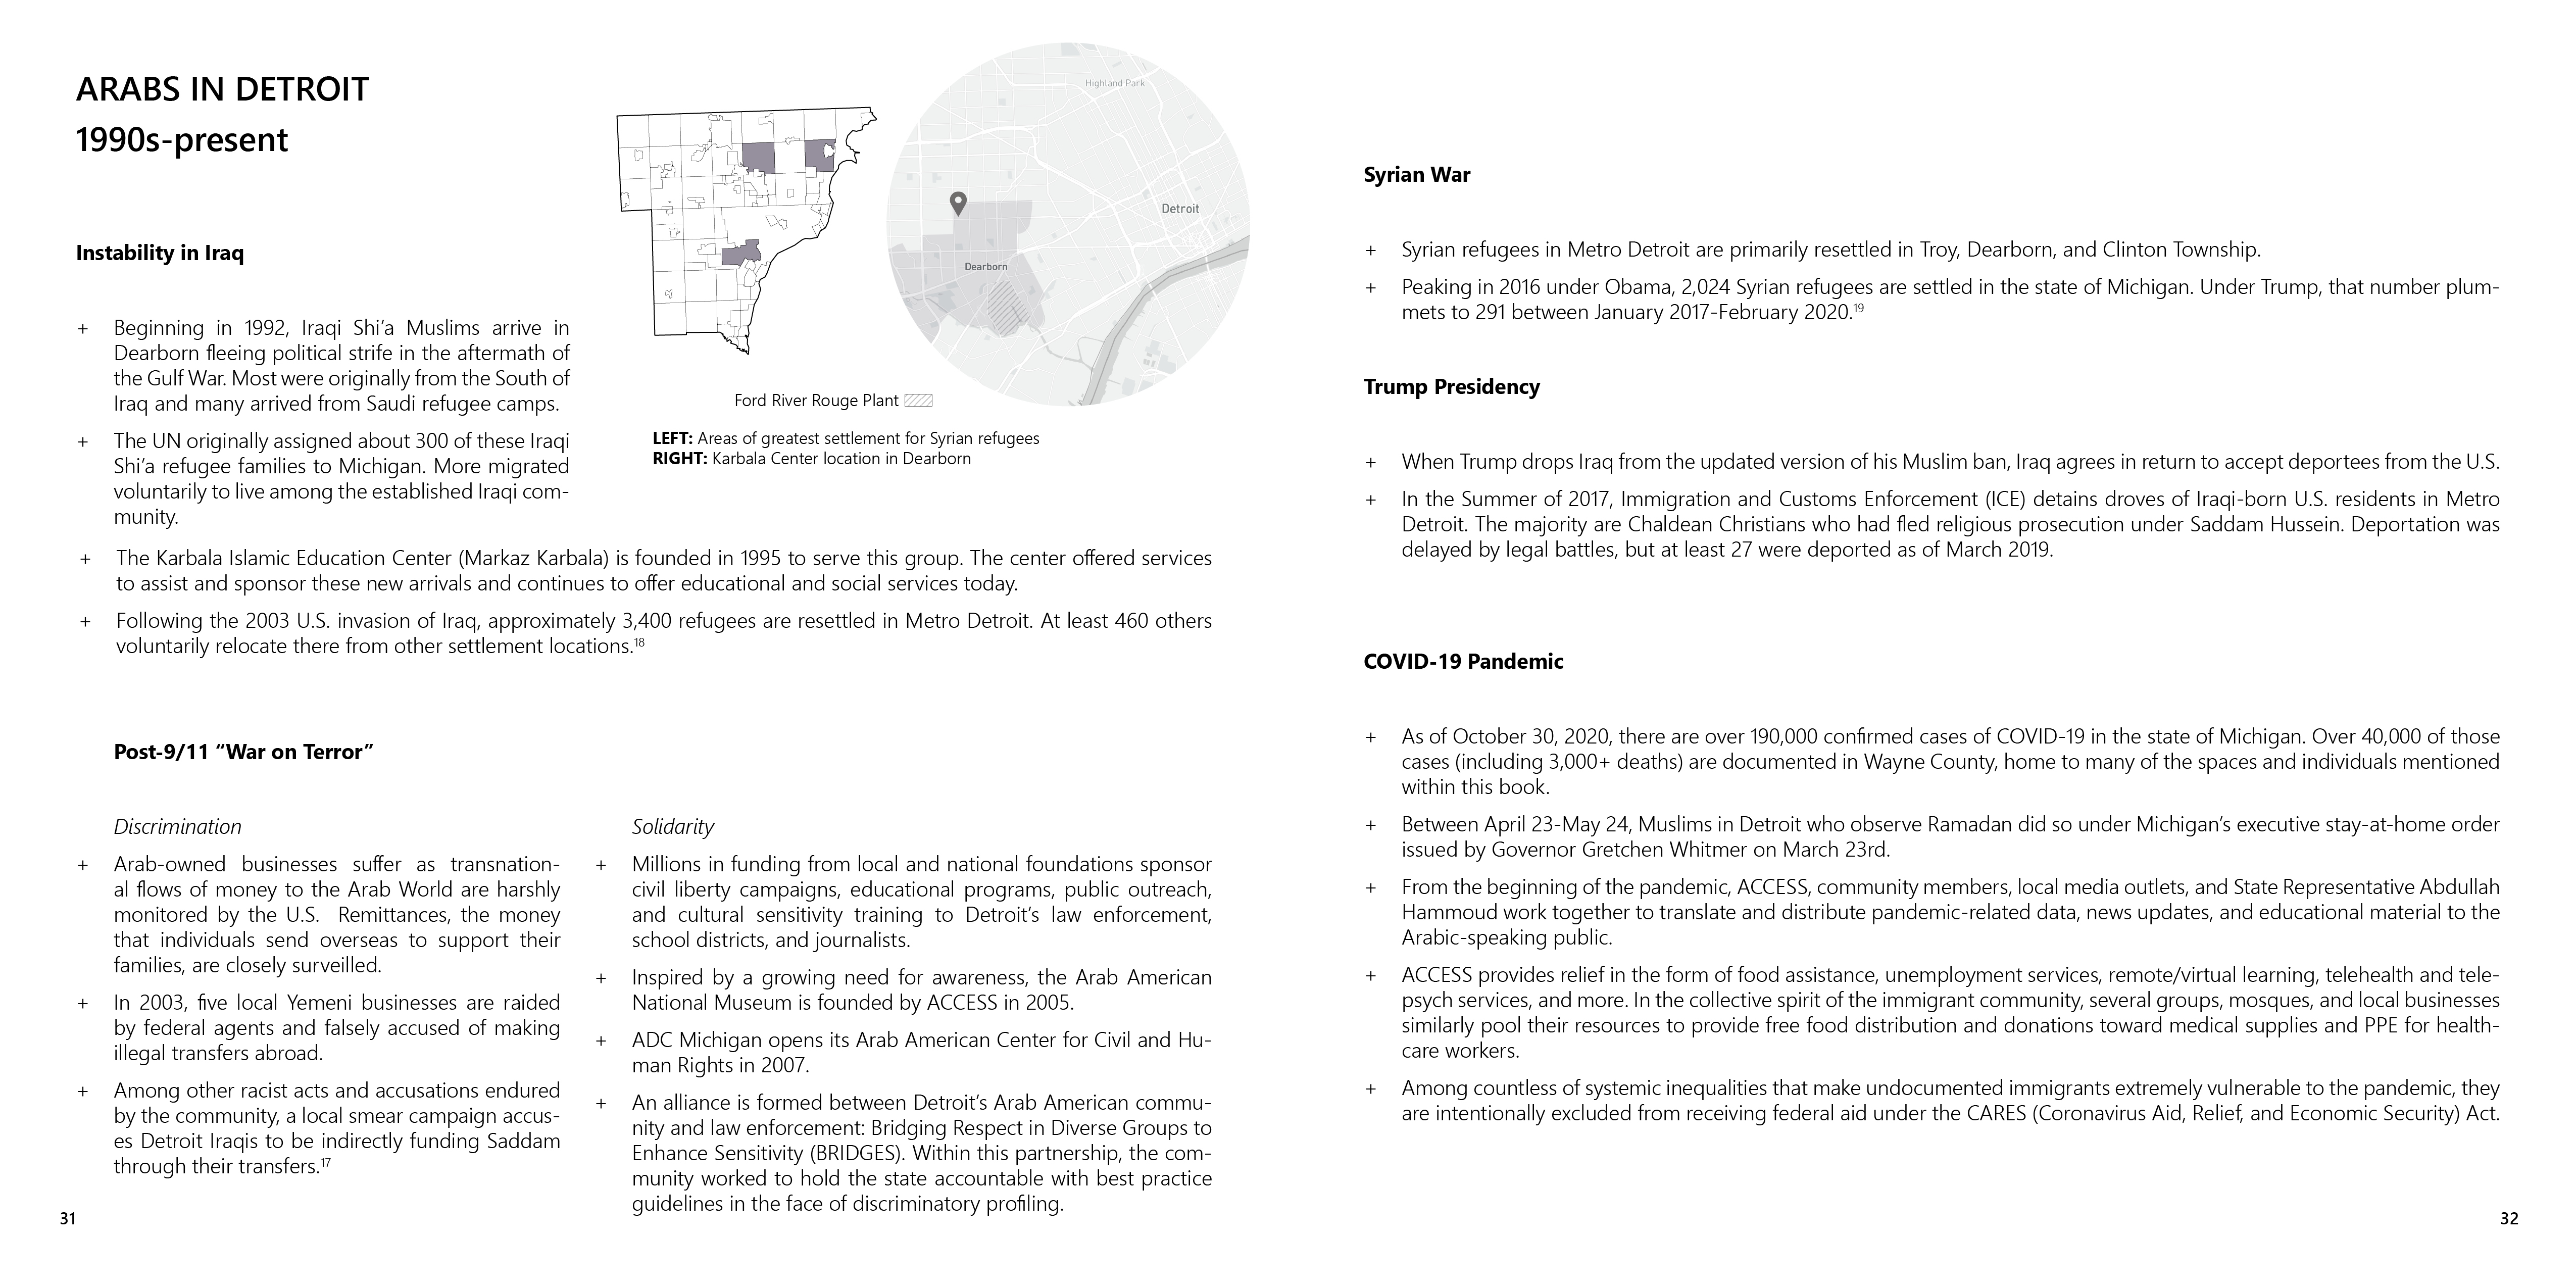 ARABS IN DETROIT
1990s-present
Instability in Iraq
+ Beginning in 1992, Iraqi Shi’a Muslims arrive in
Dearborn fleeing political strife in the aftermath of
the Gulf War. Most were originally from the South of
Iraq and many arrived from Saudi refugee camps.
+ The UN originally assigned about 300 of these Iraqi
Shi’a refugee families to Michigan. More migrated
voluntarily to live among the established Iraqi com-
munity.
Highland Park
Detroit
Dearborn
Ford River Rouge Plant
LEFT: Areas of greatest settlement for Syrian refugees
RIGHT: Karbala Center location in Dearborn
+ The Karbala Islamic Education Center (Markaz Karbala) is founded in 1995 to serve this group. The center offered services
to assist and sponsor these new arrivals and continues to offer educational and social services today.
+ Following the 2003 U.S. invasion of Iraq, approximately 3,400 refugees are resettled in Metro Detroit. At least 460 others
voluntarily relocate there from other settlement locations.18
Post-9/11 “War on Terror”
Discrimination
+ Arab-owned businesses suffer as transnation-
al flows of money to the Arab World are harshly
monitored by the U.S. Remittances, the money
that individuals send overseas to support their
families, are closely surveilled.
+ In 2003, five local Yemeni businesses are raided
by federal agents and falsely accused of making
illegal transfers abroad.
+ Among other racist acts and accusations endured
by the community, a local smear campaign accus-
es Detroit Iraqis to be indirectly funding Saddam
through their transfers.17
Solidarity
+ Millions in funding from local and national foundations sponsor
civil liberty campaigns, educational programs, public outreach,
and cultural sensitivity training to Detroit’s law enforcement,
school districts, and journalists.
+ Inspired by a growing need for awareness, the Arab American
National Museum is founded by ACCESS in 2005.
+ ADC Michigan opens its Arab American Center for Civil and Hu-
man Rights in 2007.
+ An alliance is formed between Detroit’s Arab American commu-
nity and law enforcement: Bridging Respect in Diverse Groups to
Enhance Sensitivity (BRIDGES). Within this partnership, the com-
munity worked to hold the state accountable with best practice
guidelines in the face of discriminatory profiling.
31
Syrian War
+ Syrian refugees in Metro Detroit are primarily resettled in Troy, Dearborn, and Clinton Township.
+ Peaking in 2016 under Obama, 2,024 Syrian refugees are settled in the state of Michigan. Under Trump, that number plum-
mets to 291 between January 2017-February 2020.19
Trump Presidency
+ When Trump drops Iraq from the updated version of his Muslim ban, Iraq agrees in return to accept deportees from the U.S.
+ In the Summer of 2017, Immigration and Customs Enforcement (ICE) detains droves of Iraqi-born U.S. residents in Metro
Detroit. The majority are Chaldean Christians who had fled religious prosecution under Saddam Hussein. Deportation was
delayed by legal battles, but at least 27 were deported as of March 2019.
COVID-19 Pandemic
+ As of October 30, 2020, there are over 190,000 confirmed cases of COVID-19 in the state of Michigan. Over 40,000 of those
cases (including 3,000+ deaths) are documented in Wayne County, home to many of the spaces and individuals mentioned
within this book.
+ Between April 23-May 24, Muslims in Detroit who observe Ramadan did so under Michigan’s executive stay-at-home order
issued by Governor Gretchen Whitmer on March 23rd.
+ From the beginning of the pandemic, ACCESS, community members, local media outlets, and State Representative Abdullah
Hammoud work together to translate and distribute pandemic-related data, news updates, and educational material to the
Arabic-speaking public.
+ ACCESS provides relief in the form of food assistance, unemployment services, remote/virtual learning, telehealth and tele-
psych services, and more. In the collective spirit of the immigrant community, several groups, mosques, and local businesses
similarly pool their resources to provide free food distribution and donations toward medical supplies and PPE for health-
care workers.
+ Among countless of systemic inequalities that make undocumented immigrants extremely vulnerable to the pandemic, they
are intentionally excluded from receiving federal aid under the CARES (Coronavirus Aid, Relief, and Economic Security) Act.
32